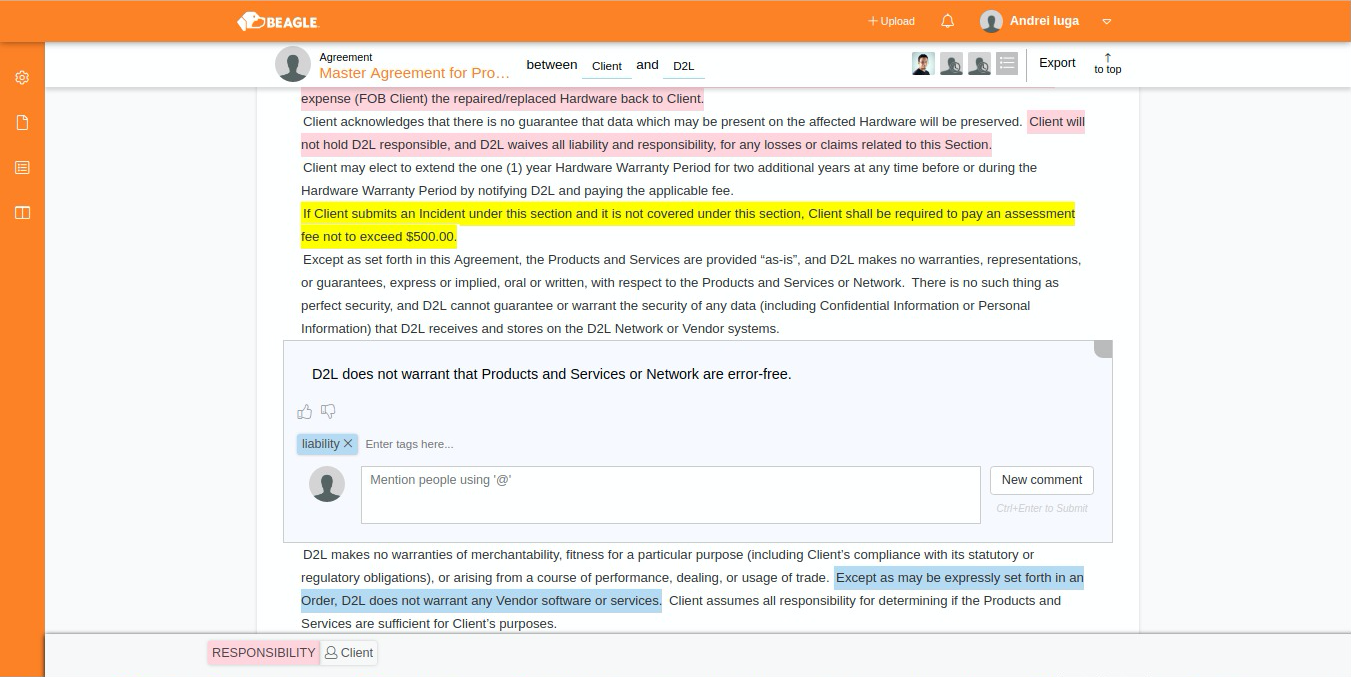 BEAGLE
+ Upload
Andrei Iuga
Agreement
Master Agreement for Pro…
between Client and D2L
Export
to top
expense (FOB Client) the repaired/replaced Hardware back to Client.
Client acknowledges that there is no guarantee that data which may be present on the affected Hardware will be preserved. Client will
not hold D2L responsible, and D2L waives all liability and responsibility, for any losses or claims related to this Section.
Client may elect to extend the one (1) year Hardware Warranty Period for two additional years at any time before or during the
Hardware Warranty Period by notifying D2L and paying the applicable fee.
If Client submits an Incident under this section and it is not covered under this section, Client shall be required to pay an assessment
fee not to exceed $500.00.
Except as set forth in this Agreement, the Products and Services are provided “as-is”, and D2L makes no warranties, representations,
or guarantees, express or implied, oral or written, with respect to the Products and Services or Network. There is no such thing as
perfect security, and D2L cannot guarantee or warrant the security of any data (including Confidential Information or Personal
Information) that D2L receives and stores on the D2L Network or Vendor systems.
D2L does not warrant that Products and Services or Network are error-free.
liability ×
Enter tags here...
Mention people using '@'
New comment
Ctrl+Enter to Submit
D2L makes no warranties of merchantability, fitness for a particular purpose (including Client’s compliance with its statutory or
regulatory obligations), or arising from a course of performance, dealing, or usage of trade. Except as may be expressly set forth in an
Order, D2L does not warrant any Vendor software or services. Client assumes all responsibility for determining if the Products and
Services are sufficient for Client’s purposes.
RESPONSIBILITY Client